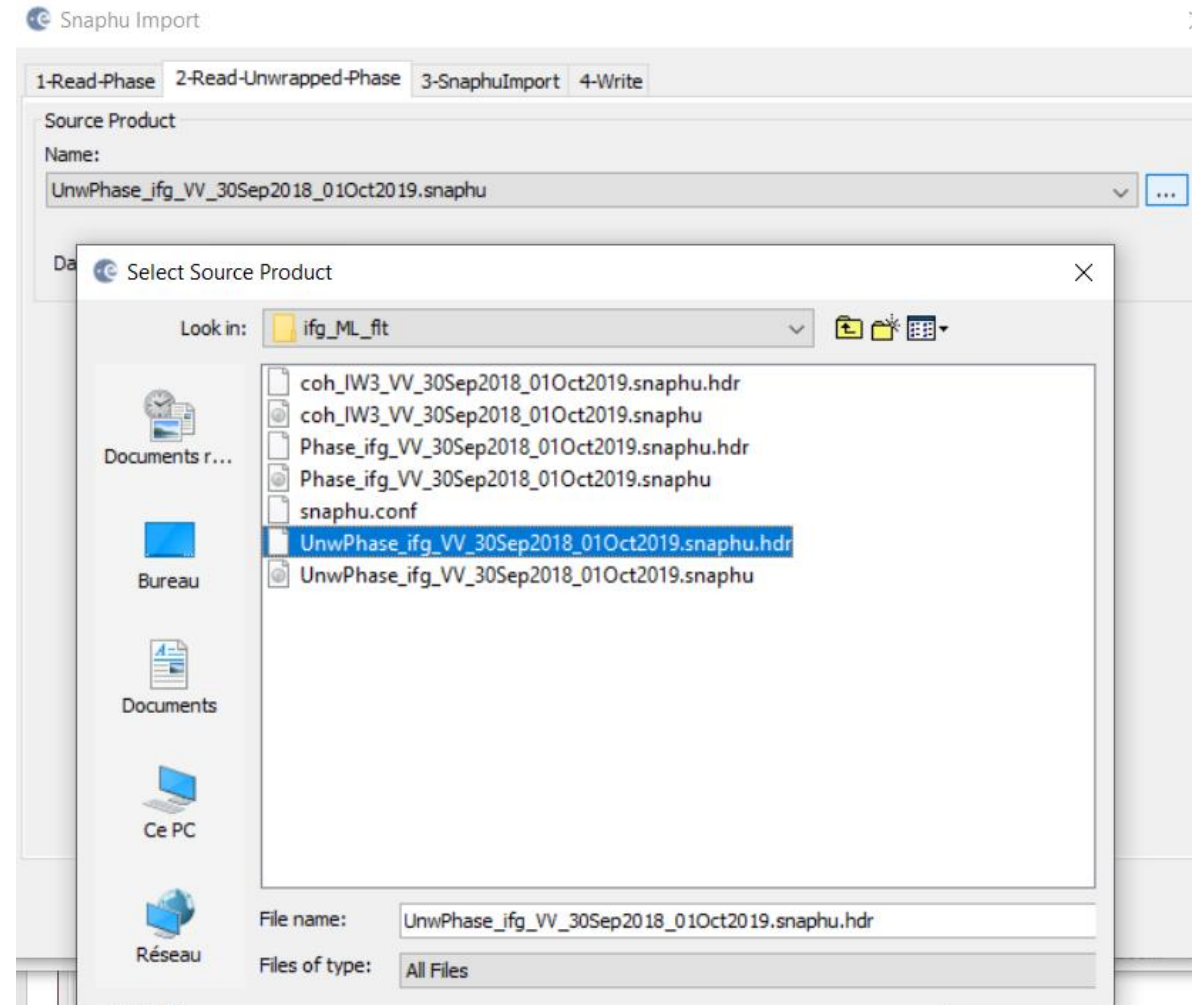 Snaphu Import
1-Read-Phase 2-Read-Unwrapped-Phase 3-SnaphuImport 4-Write
Source Product
Name:
UnwPhase_ifg_VV_30Sep2018_01Oct2019.snaphu ...
Da
Select Source Product
Look in: ifg_ML_flt
coh_IW3_VV_30Sep2018_01Oct2019.snaphu.hdr
coh_IW3_VV_30Sep2018_01Oct2019.snaphu
Phase_ifg_VV_30Sep2018_01Oct2019.snaphu.hdr
Phase_ifg_VV_30Sep2018_01Oct2019.snaphu
snaphu.conf
UnwPhase_ifg_VV_30Sep2018_01Oct2019.snaphu.hdr
UnwPhase_ifg_VV_30Sep2018_01Oct2019.snaphu
Documents r...
Bureau
Documents
Ce PC
Réseau
File name: UnwPhase_ifg_VV_30Sep2018_01Oct2019.snaphu.hdr
Files of type: All Files